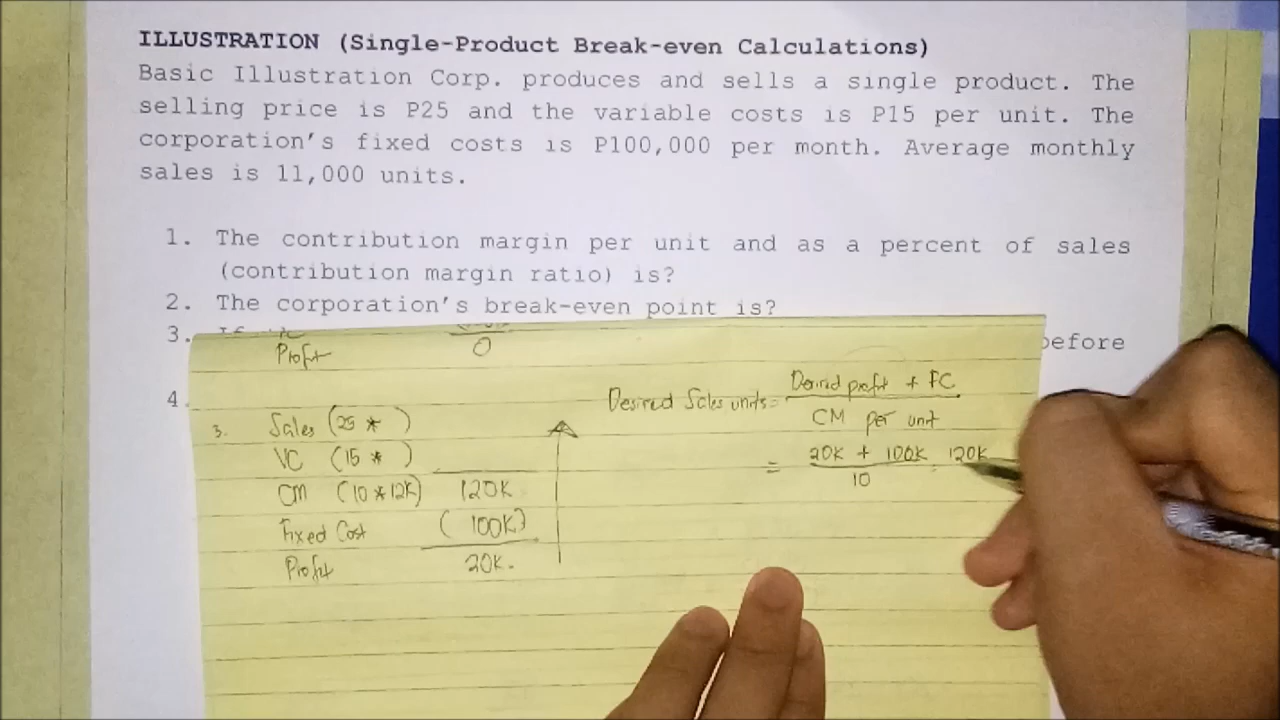 ILLUSTRATION (Single-Product Break-even Calculations)
Basic Illustration Corp. produces and sells a single product. The
selling price is P25 and the variable costs is P15 per unit. The
corporation's fixed costs is P100,000 per month. Average monthly
sales is 11,000 units.
1. The contribution margin per unit and as a percent of sales
(contribution margin ratio) is?
2. The corporation's break-even point is?
3. before
Profit 0
4
3. Sales (25 * )
VC (15 * )
CM (10 * 12K) 120K
Fixed Cost (100K)
Profit 20K.
Desired Sales units = Desired profit + FC
CM per unit
= 20K + 100K 120K
10